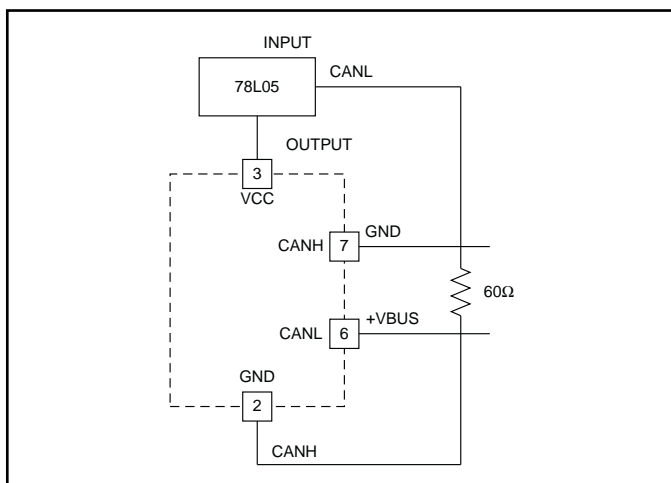 INPUT
78L05
CANL
OUTPUT
3
VCC
CANH
7
GND
60Ω
CANL
6
+VBUS
GND
2
CANH